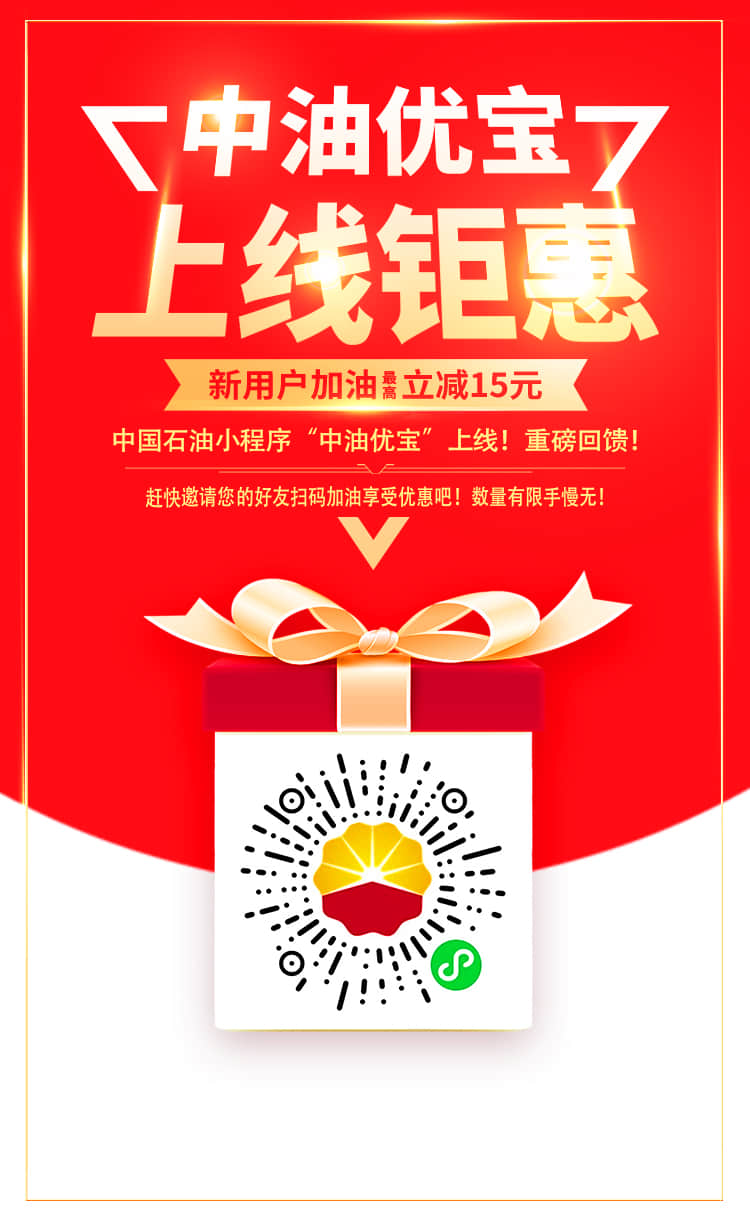 中油优宝
上线钜惠
新用户加油最高立减15元
中国石油小程序“中油优宝”上线！重磅回馈！
赶快邀请您的好友扫码加油享受优惠吧！数量有限手慢无！